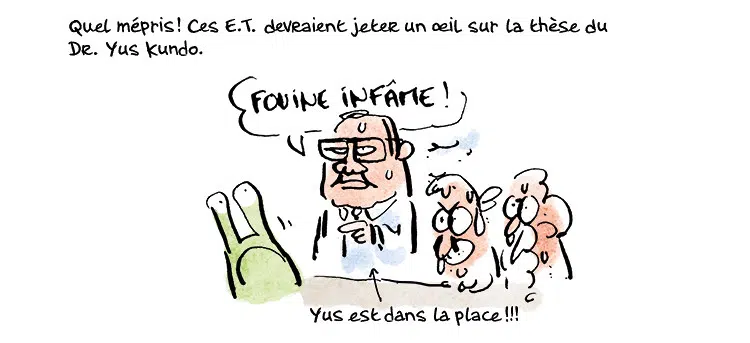 Quel mépris! Ces E.T. devraient jeter un œil sur la thèse du
Dr. Yus Kundo.
FOUINE INFÂME!
Yus est dans la place!!!